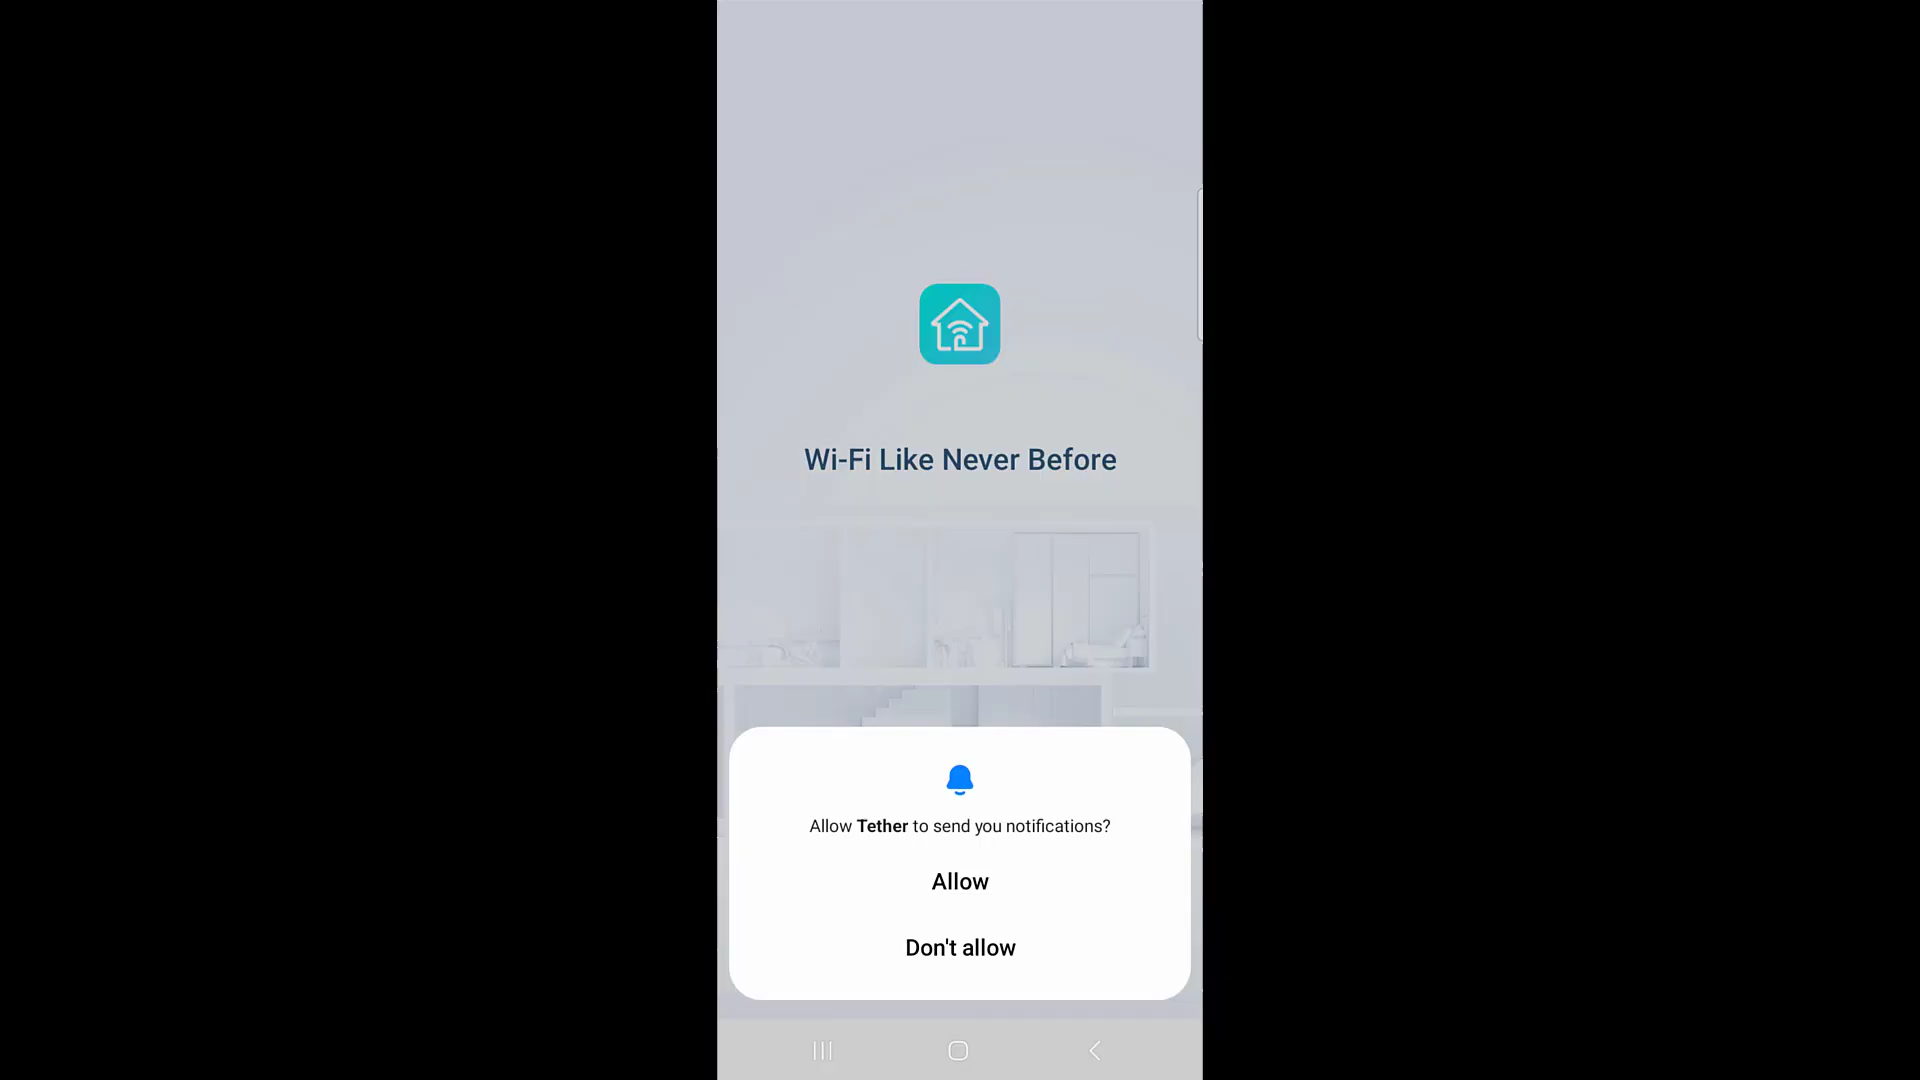 Wi-Fi Like Never Before
Allow Tether to send you notifications?
Allow
Don't allow